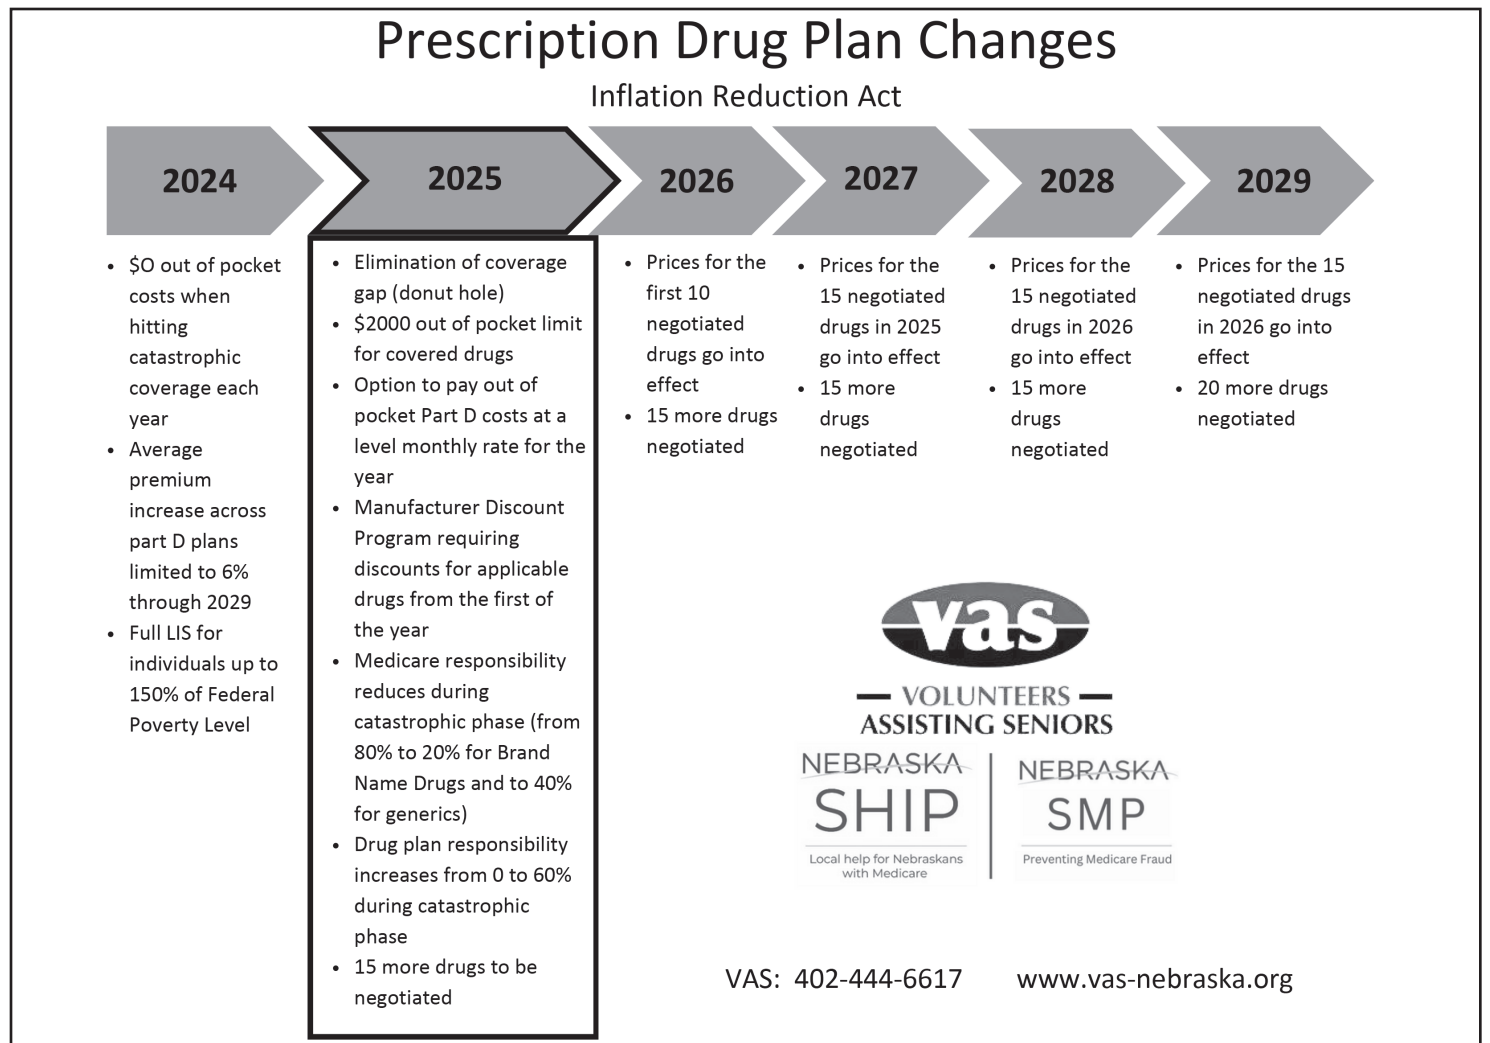 Prescription Drug Plan Changes
Inflation Reduction Act
2024
• $O out of pocket
costs when
hitting
catastrophic
coverage each
year
• Average
premium
increase across
part D plans
limited to 6%
through 2029
• Full LIS for
individuals up to
150% of Federal
Poverty Level
2025
• Elimination of coverage
gap (donut hole)
• $2000 out of pocket limit
for covered drugs
• Option to pay out of
pocket Part D costs at a
level monthly rate for the
year
• Manufacturer Discount
Program requiring
discounts for applicable
drugs from the first of
the year
• Medicare responsibility
reduces during
catastrophic phase (from
80% to 20% for Brand
Name Drugs and to 40%
for generics)
• Drug plan responsibility
increases from 0 to 60%
during catastrophic
phase
• 15 more drugs to be
negotiated
2026
• Prices for the
first 10
negotiated
drugs go into
effect
• 15 more drugs
negotiated
2027
• Prices for the
15 negotiated
drugs in 2025
go into effect
• 15 more
drugs
negotiated
2028
• Prices for the
15 negotiated
drugs in 2026
go into effect
• 15 more
drugs
negotiated
2029
• Prices for the 15
negotiated drugs
in 2026 go into
effect
• 20 more drugs
negotiated
vas
VOLUNTEERS
ASSISTING SENIORS
NEBRASKA
SHIP
Local help for Nebraskans
with Medicare
NEBRASKA
SMP
Preventing Medicare Fraud
VAS: 402-444-6617 www.vas-nebraska.org